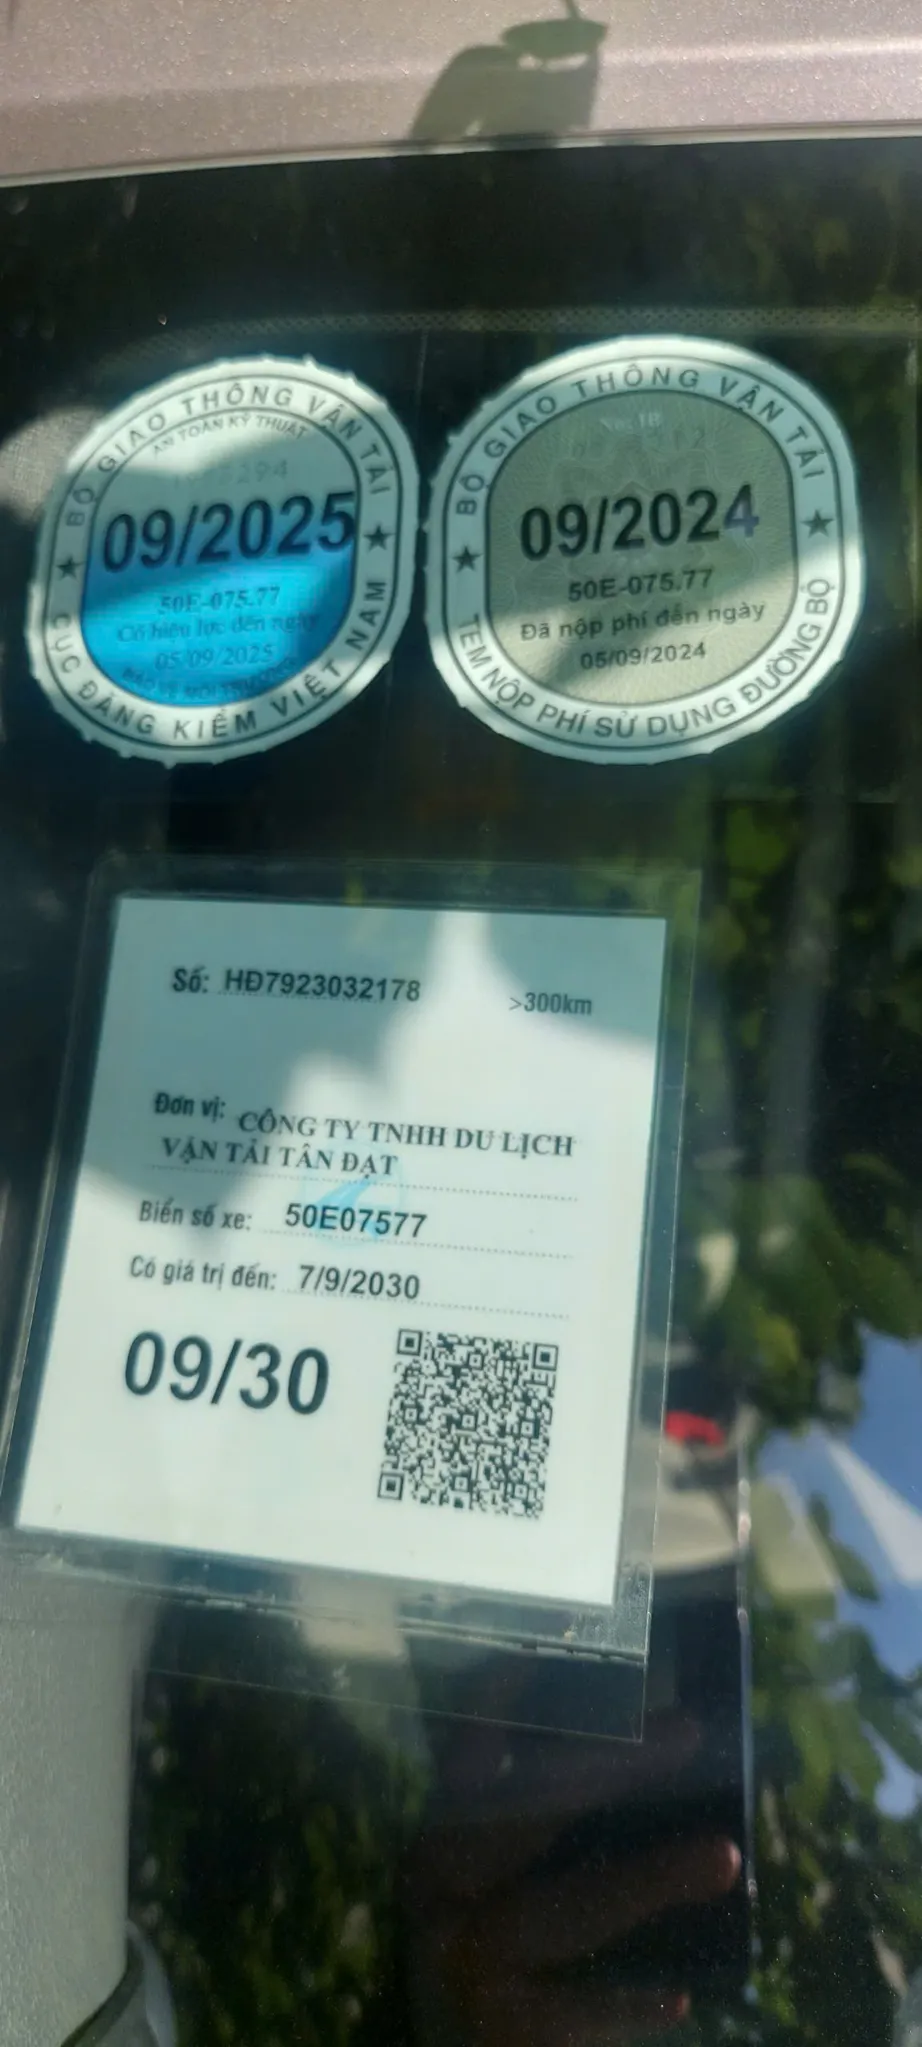 BỘ GIAO THÔNG VẬN TẢI
AN TOÀN KỸ THUẬT
09/2025
50E-075.77
Có hiệu lực đến ngày
05/09/2025
BẢO VỆ MÔI TRƯỜNG
CỤC ĐĂNG KIỂM VIỆT NAM
BỘ GIAO THÔNG VẬN TẢI
09/2024
50E-075.77
Đã nộp phí đến ngày
05/09/2024
TEM NỘP PHÍ SỬ DỤNG ĐƯỜNG BỘ
Số: HĐ7923032178 >300km
Đơn vị: CÔNG TY TNHH DU LỊCH
VẬN TẢI TÂN ĐẠT
Biển số xe: 50E07577
Có giá trị đến: 7/9/2030
09/30